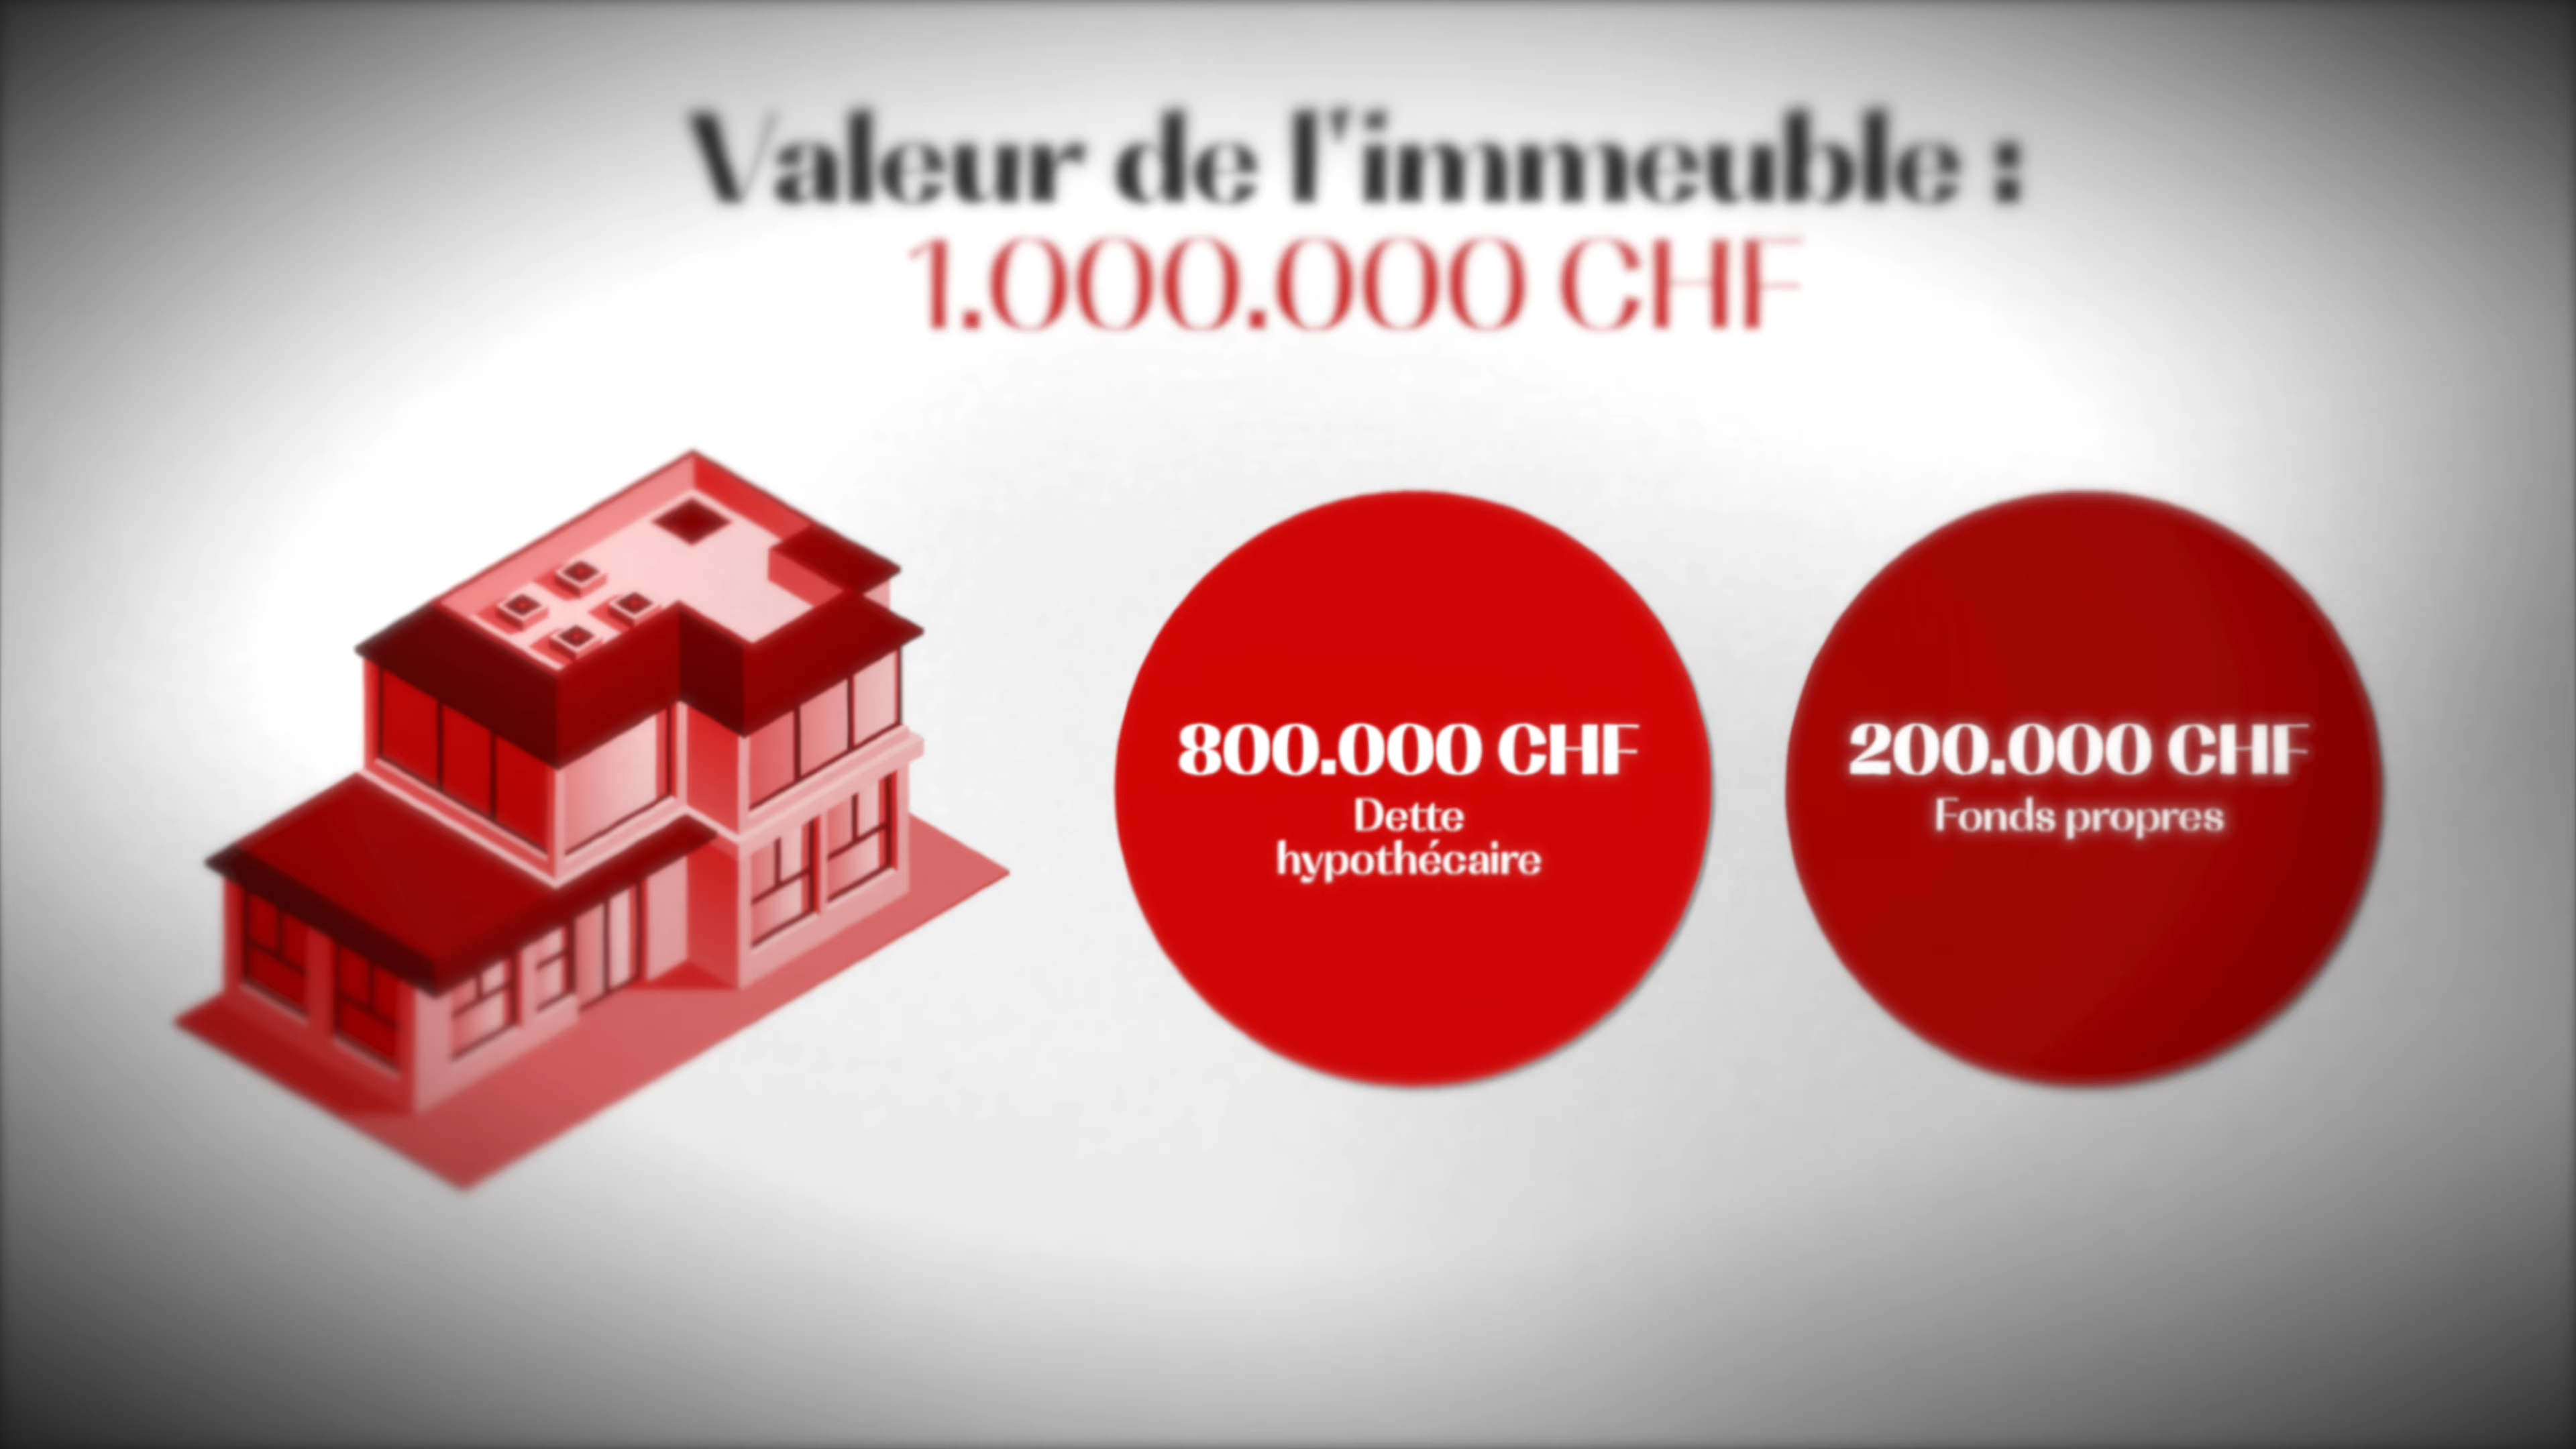 Valeur de l'immeuble :
1.000.000 CHF
800.000 CHF
Dette
hypothécaire
200.000 CHF
Fonds propres